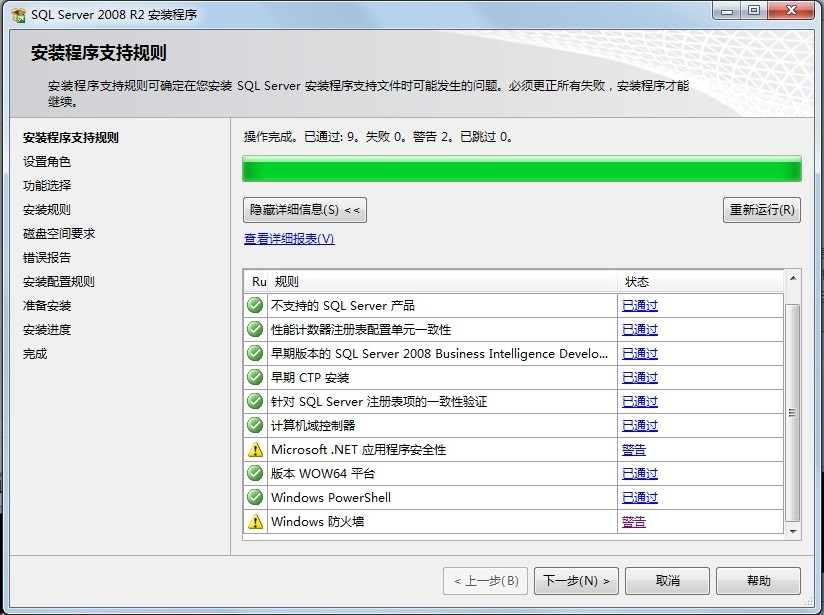 SQL Server 2008 R2 安装程序
安装程序支持规则
安装程序支持规则可确定在您安装 SQL Server 安装程序支持文件时可能发生的问题。必须更正所有失败，安装程序才能
继续。
安装程序支持规则
设置角色
功能选择
安装规则
磁盘空间要求
错误报告
安装配置规则
准备安装
安装进度
完成
操作完成。已通过: 9。失败 0。警告 2。已跳过 0。
隐藏详细信息(S) <<
重新运行(R)
查看详细报表(V)
Ru 规则 状态
不支持的 SQL Server 产品 已通过
性能计数器注册表配置单元一致性 已通过
早期版本的 SQL Server 2008 Business Intelligence Develo... 已通过
早期 CTP 安装 已通过
针对 SQL Server 注册表项的一致性验证 已通过
计算机域控制器 已通过
Microsoft .NET 应用程序安全性 警告
版本 WOW64 平台 已通过
Windows PowerShell 已通过
Windows 防火墙 警告
< 上一步(B) 下一步(N) > 取消 帮助